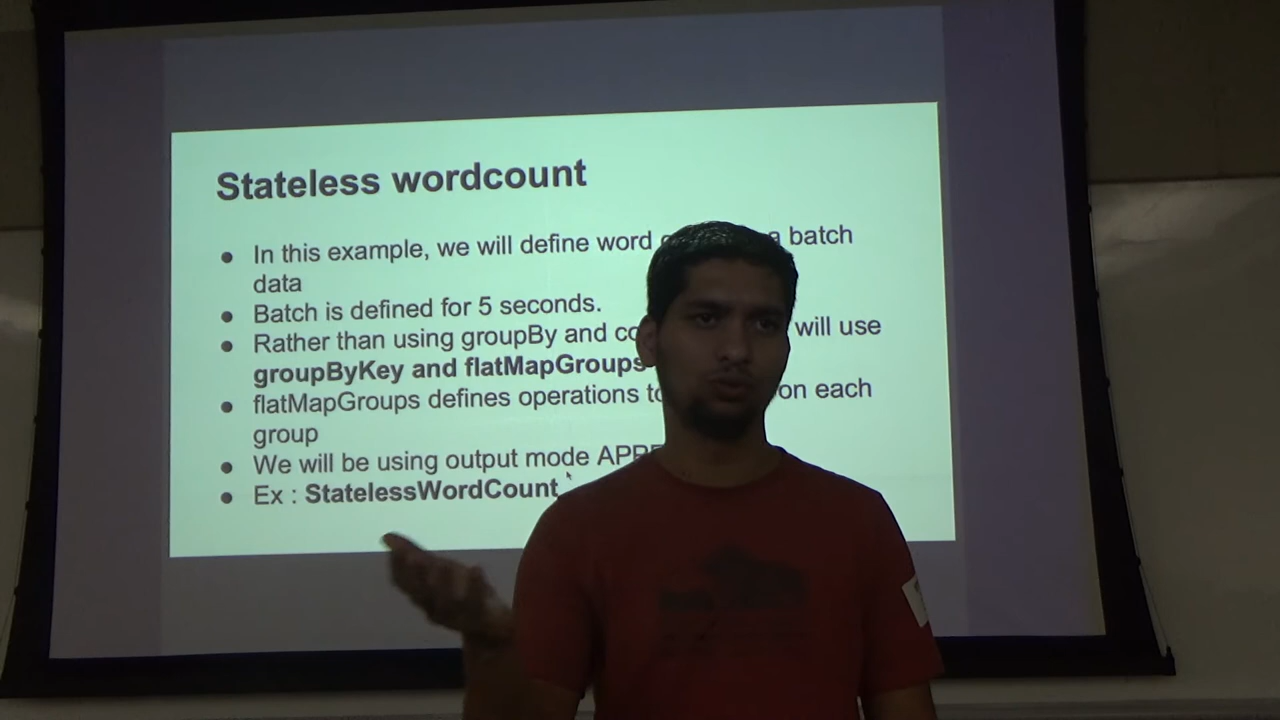 Stateless wordcount
● In this example, we will define word a batch
data
● Batch is defined for 5 seconds.
● Rather than using groupBy and will use
groupByKey and flatMapGroups
● flatMapGroups defines operations on each
group
● We will be using output mode
● Ex : StatelessWordCount